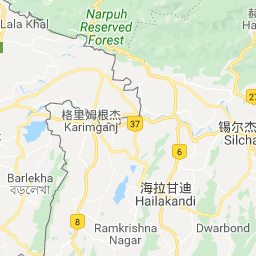 Lala Khal
Narpuh
Reserved
Forest
格里姆根杰
Karimganj
37
27
6
锡尔
Silcha
Barlekha
বড়লেখা
海拉甘迪
Hailakandi
8
Ramkrishna
Nagar
Dwarbond